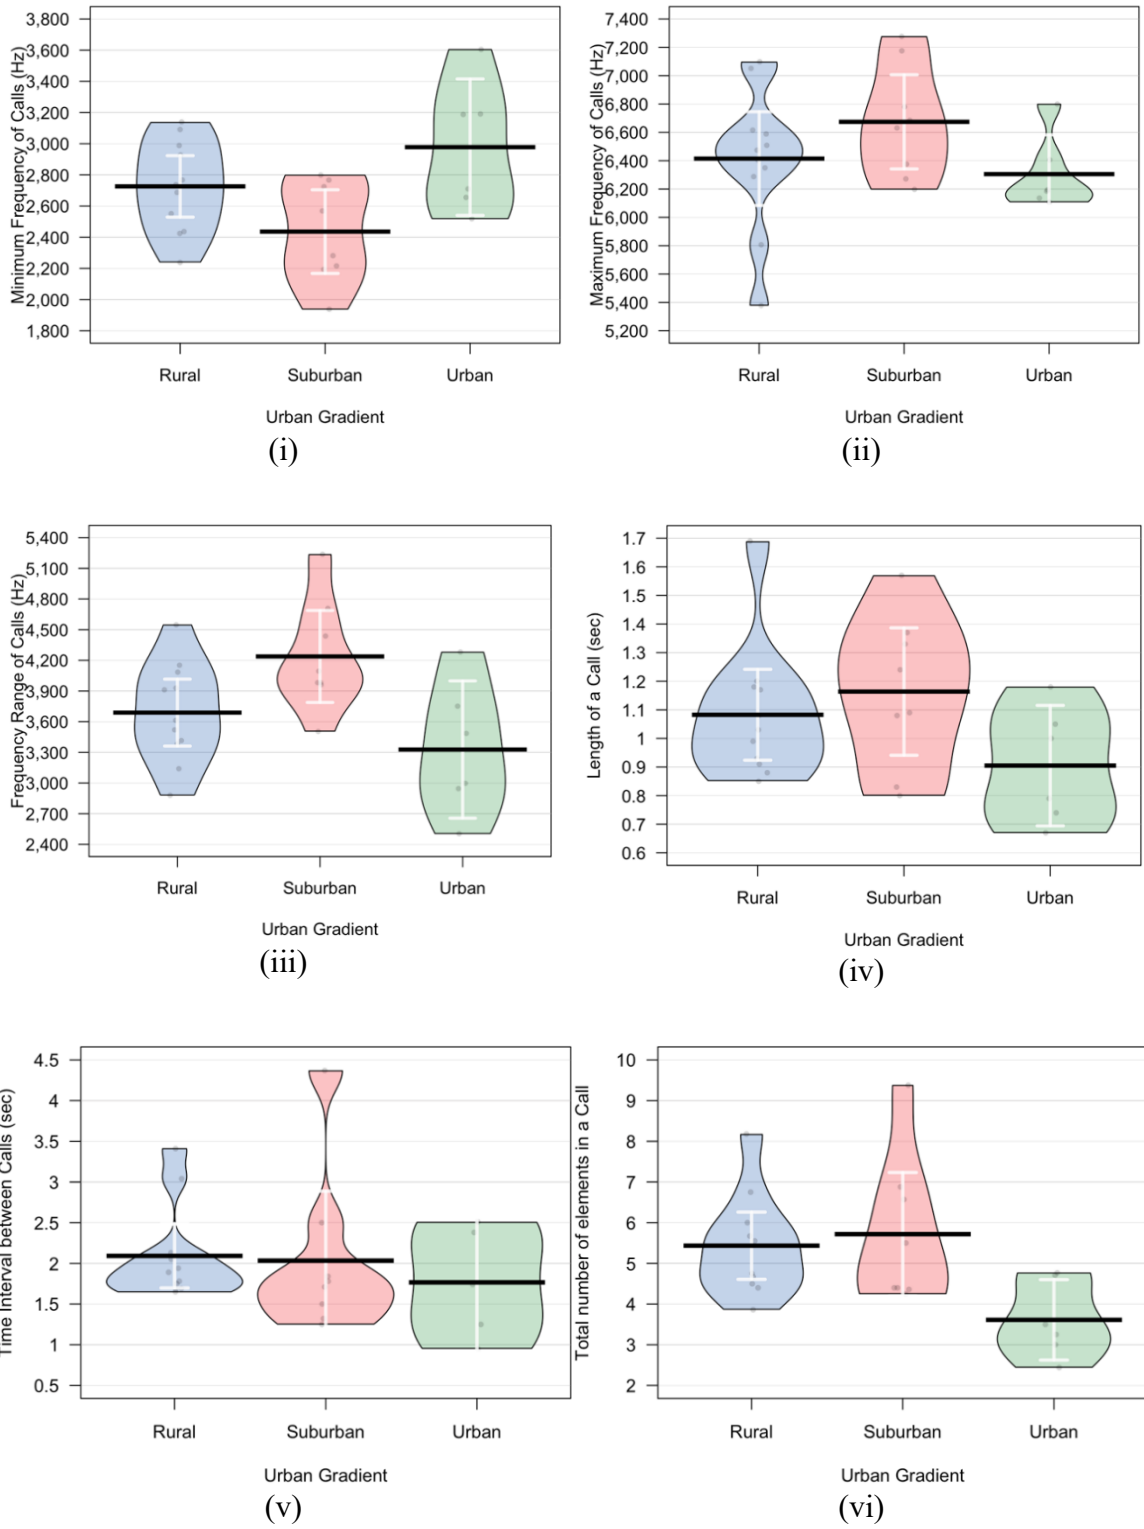 Minimum Frequency of Calls (Hz)
3,800
3,600
3,400
3,200
3,000
2,800
2,600
2,400
2,200
2,000
1,800
Rural Suburban Urban
Urban Gradient
(i)
Maximum Frequency of Calls (Hz)
7,400
7,200
7,000
6,800
6,600
6,400
6,200
6,000
5,800
5,600
5,400
5,200
Rural Suburban Urban
Urban Gradient
(ii)
Frequency Range of Calls (Hz)
5,400
5,100
4,800
4,500
4,200
3,900
3,600
3,300
3,000
2,700
2,400
Rural Suburban Urban
Urban Gradient
(iii)
Length of a Call (sec)
1.7
1.6
1.5
1.4
1.3
1.2
1.1
1
0.9
0.8
0.7
0.6
Rural Suburban Urban
Urban Gradient
(iv)
Time Interval between Calls (sec)
4.5
4
3.5
3
2.5
2
1.5
1
0.5
Rural Suburban Urban
Urban Gradient
(v)
Total number of elements in a Call
10
9
8
7
6
5
4
3
2
Rural Suburban Urban
Urban Gradient
(vi)